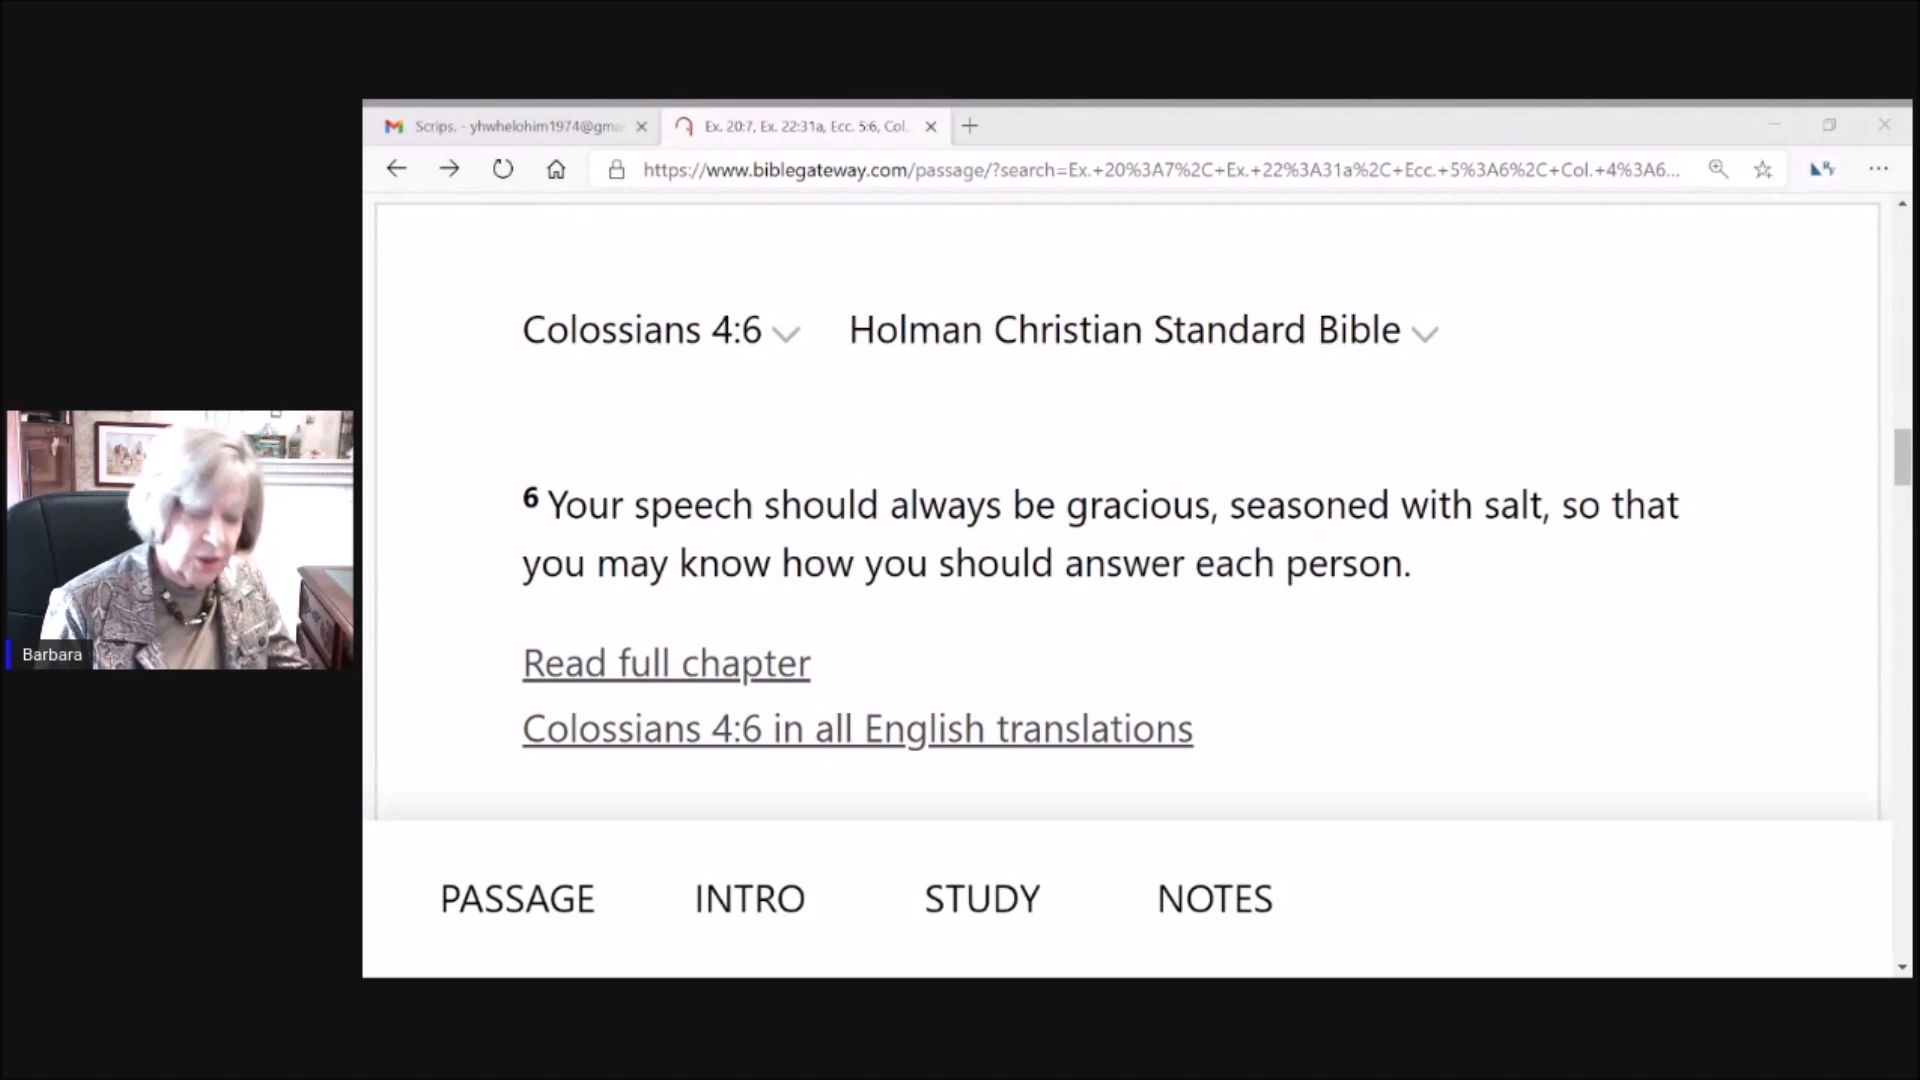 Scrips. - yhwhelohim1974@gma
Ex. 20:7, Ex. 22:31a, Ecc. 5:6, Col.
https://www.biblegateway.com/passage/?search=Ex.+20%3A7%2C+Ex.+22%3A31a%2C+Ecc.+5%3A6%2C+Col.+4%3A6...
Colossians 4:6
Holman Christian Standard Bible
6 Your speech should always be gracious, seasoned with salt, so that
you may know how you should answer each person.
Read full chapter
Colossians 4:6 in all English translations
Barbara
PASSAGE INTRO STUDY NOTES